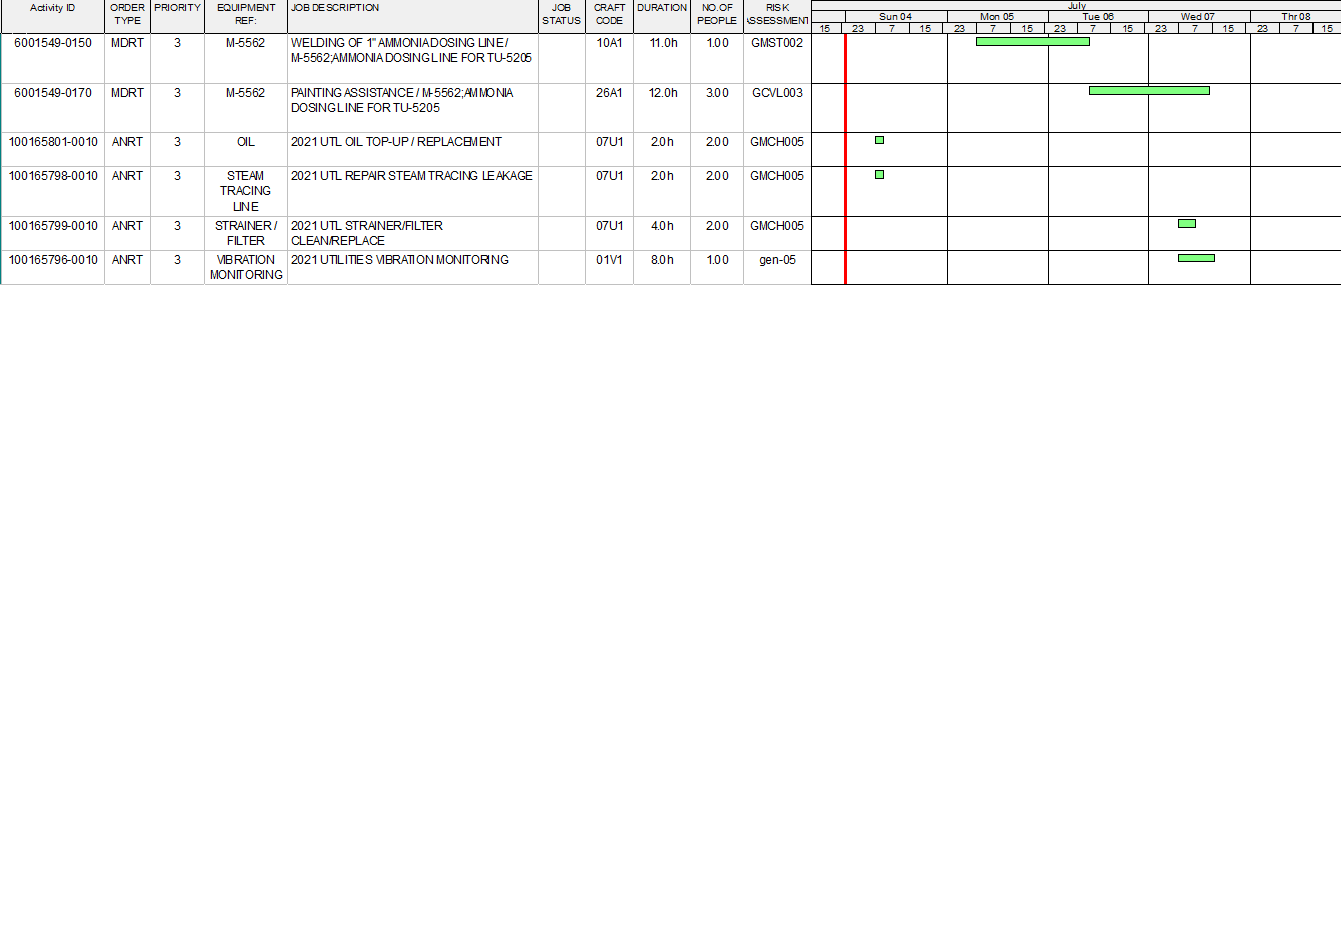 July
Activity ID ORDER PRIORITY EQUIPMENT JOB DESCRIPTION JOB CRAFT DURATION NO.OF RISK
TYPE REF: STATUS CODE PEOPLE ASSESSMENT
Sun 04 Mon 05 Tue 06 Wed 07 Thr 08
15 23 7 15 23 7 15 23 7 15 23 7 15 23 7 15
6001549-0150 MDRT 3 M-5562 WELDING OF 1" AMMONIA DOSING LINE / 10A1 11.0h 1.00 GMST002
M-5562;AMMONIA DOSING LINE FOR TU-5205
6001549-0170 MDRT 3 M-5562 PAINTING ASSISTANCE / M-5562;AMMONIA 26A1 12.0h 3.00 GCVL003
DOSING LINE FOR TU-5205
100165801-0010 ANRT 3 OIL 2021 UTL OIL TOP-UP / REPLACEMENT 07U1 2.0h 2.00 GMCH005
100165798-0010 ANRT 3 STEAM 2021 UTL REPAIR STEAM TRACING LEAKAGE 07U1 2.0h 2.00 GMCH005
TRACING
LINE
100165799-0010 ANRT 3 STRAINER / 2021 UTL STRAINER/FILTER 07U1 4.0h 2.00 GMCH005
FILTER CLEAN/REPLACE
100165796-0010 ANRT 3 VIBRATION 2021 UTILITIES VIBRATION MONITORING 01V1 8.0h 1.00 gen-05
MONITORING